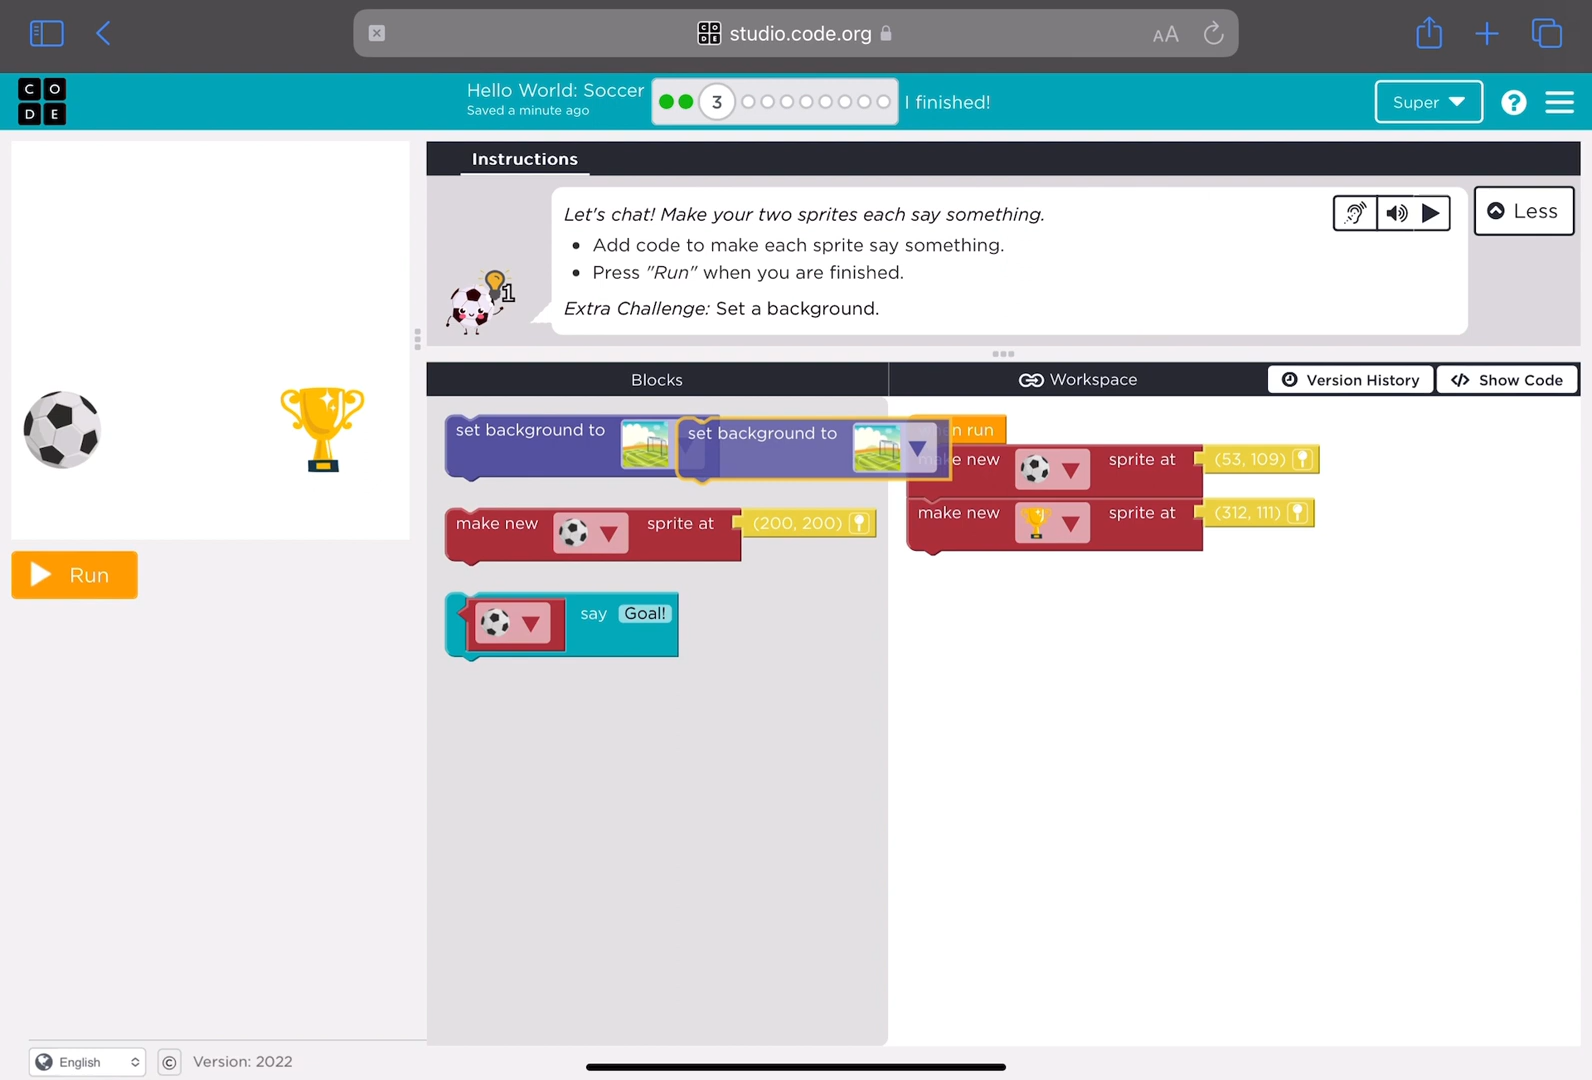 studio.code.org
AA
C O
D E
Hello World: Soccer
Saved a minute ago
3
I finished!
Super
?
Instructions
Let's chat! Make your two sprites each say something.
• Add code to make each sprite say something.
• Press "Run" when you are finished.
Extra Challenge: Set a background.
1
Less
Blocks
Workspace
Version History
</> Show Code
set background to
set background to
n run
make new
sprite at
(53, 109)
make new
sprite at
(312, 111)
make new
sprite at
(200, 200)
say
Goal!
Run
English
©
Version: 2022